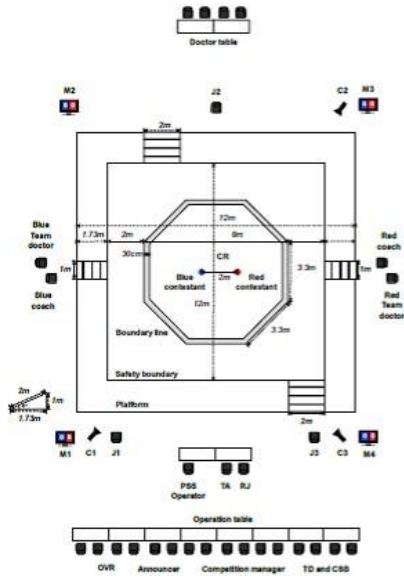 Doctor table
M2
J2
C2
M3
2m
12m
1.73m
2m
8m
Blue
Team
doctor
Red
coach
30cm
CR
3.3m
1m
Blue
contestant
2m
Red
contestant
1m
Blue
coach
Red
Team
doctor
12m
3.3m
Boundary line
2m
1m
1.73m
Safety boundary
Platform
2m
M1
C1
J1
J3
C3
M4
PSS
Operator
TA
RJ
Operation table
OVR
Announcer
Competition manager
TD and CSB